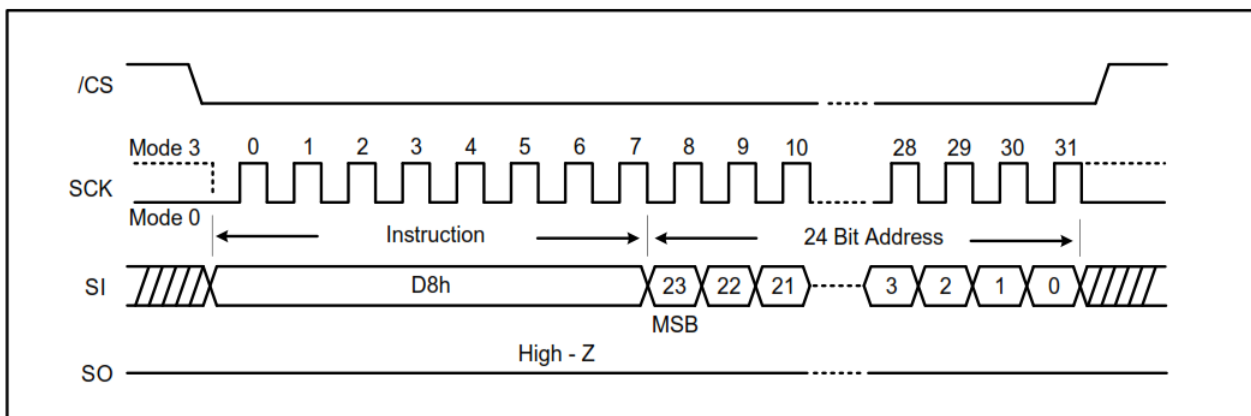 /CS
Mode 3 0 1 2 3 4 5 6 7 8 9 10 28 29 30 31
SCK
Mode 0
Instruction 24 Bit Address
SI D8h 23 22 21 3 2 1 0
MSB
High - Z
SO